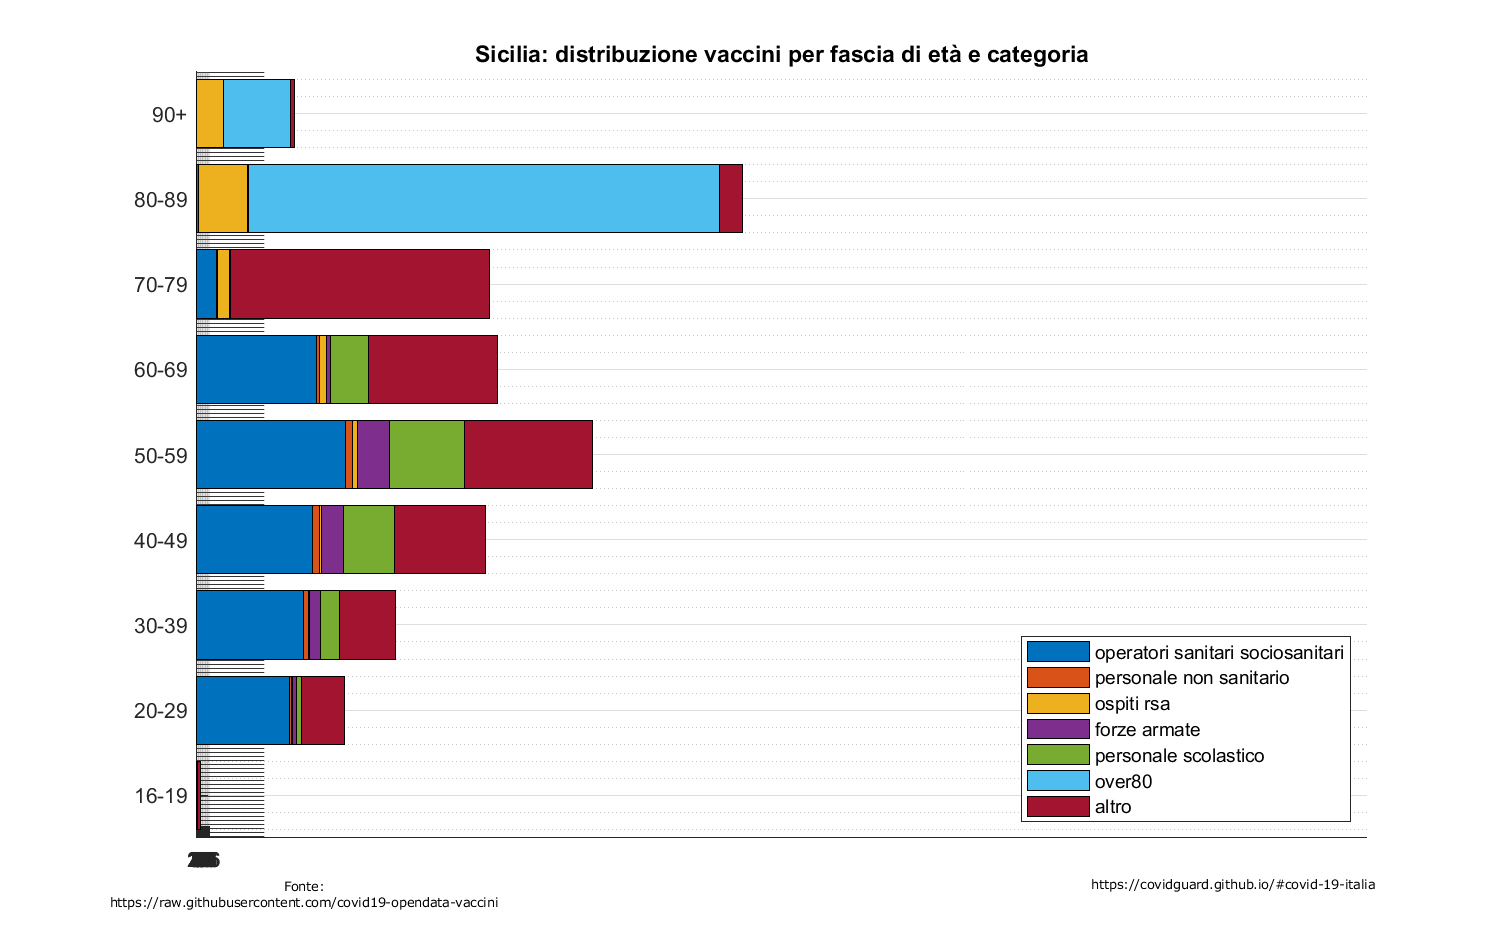 Sicilia: distribuzione vaccini per fascia di età e categoria
90+
80-89
70-79
60-69
50-59
40-49
30-39
20-29
16-19
operatori sanitari sociosanitari
personale non sanitario
ospiti rsa
forze armate
personale scolastico
over80
altro
Fonte:
https://raw.githubusercontent.com/covid19-opendata-vaccini
https://covidguard.github.io/#covid-19-italia